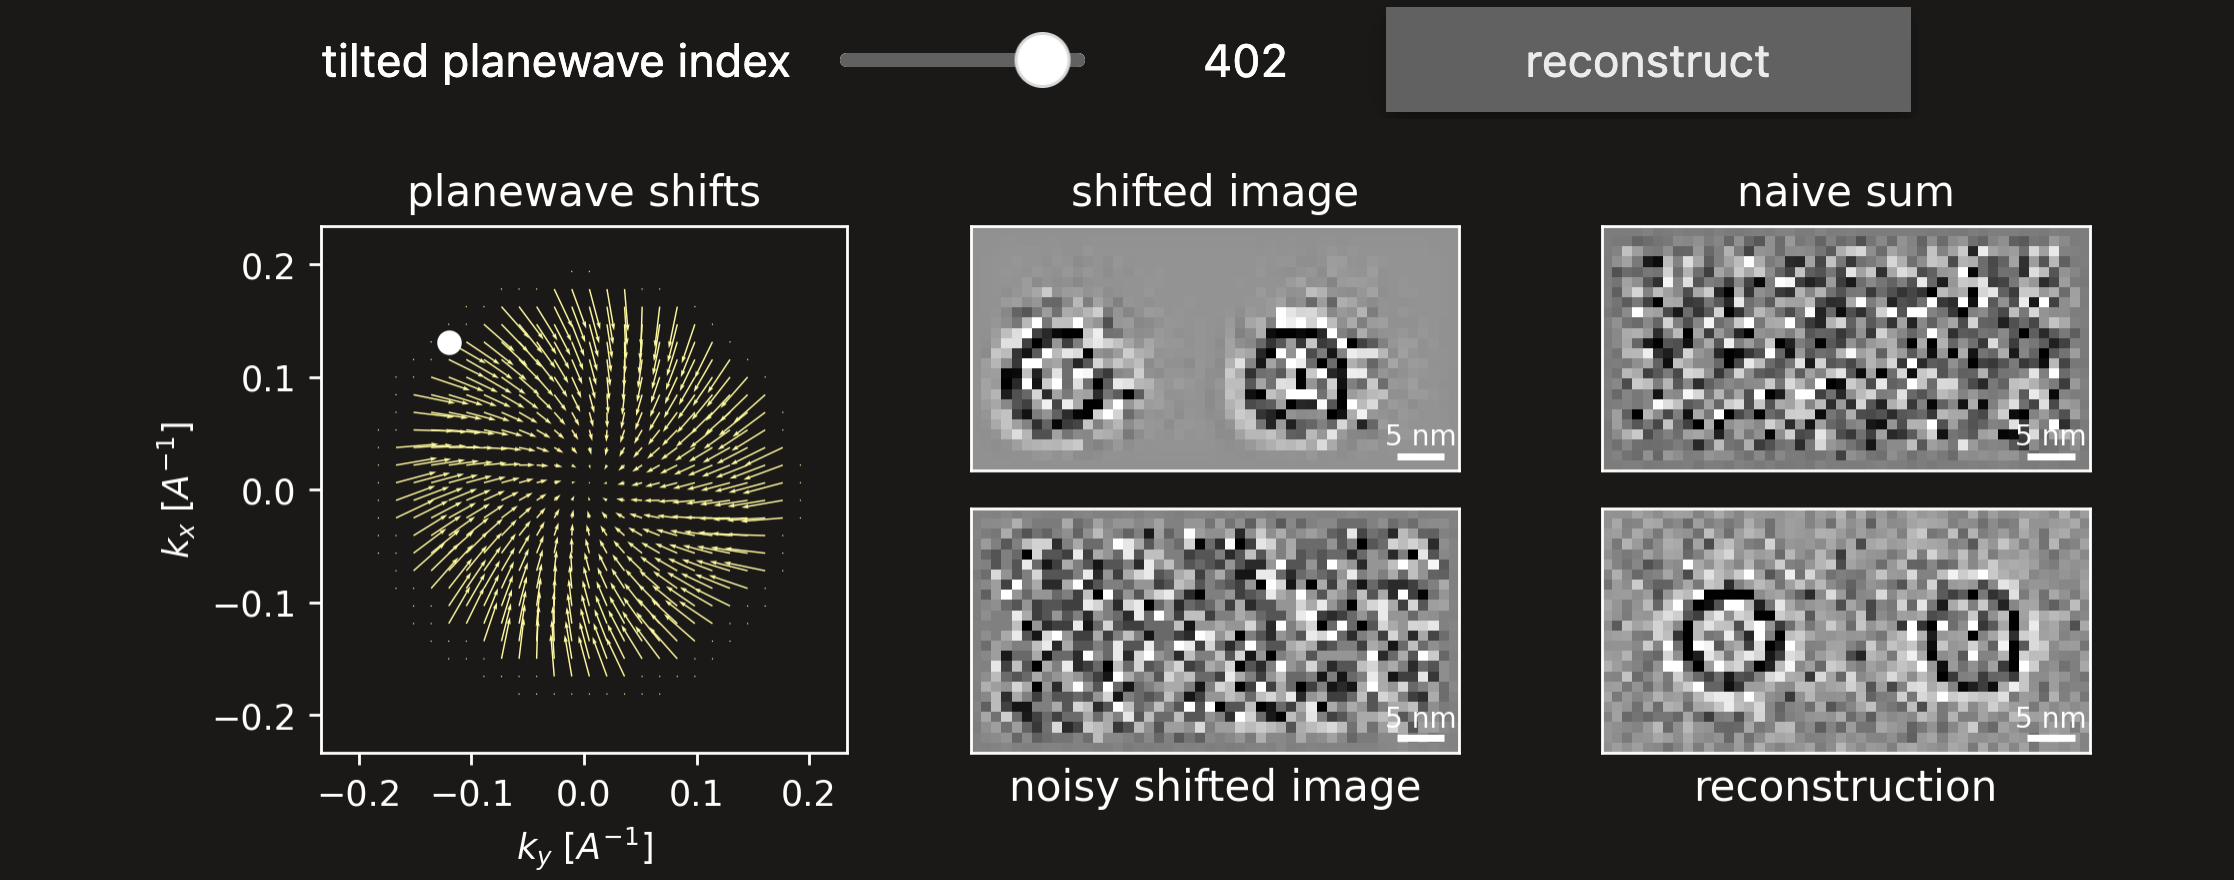 tilted planewave index 402 reconstruct
planewave shifts
0.2
0.1
0.0
−0.1
−0.2
kx [A−1]
−0.2 −0.1 0.0 0.1 0.2
ky [A−1]
shifted image
5 nm
5 nm
noisy shifted image
naive sum
5 nm
5 nm
reconstruction